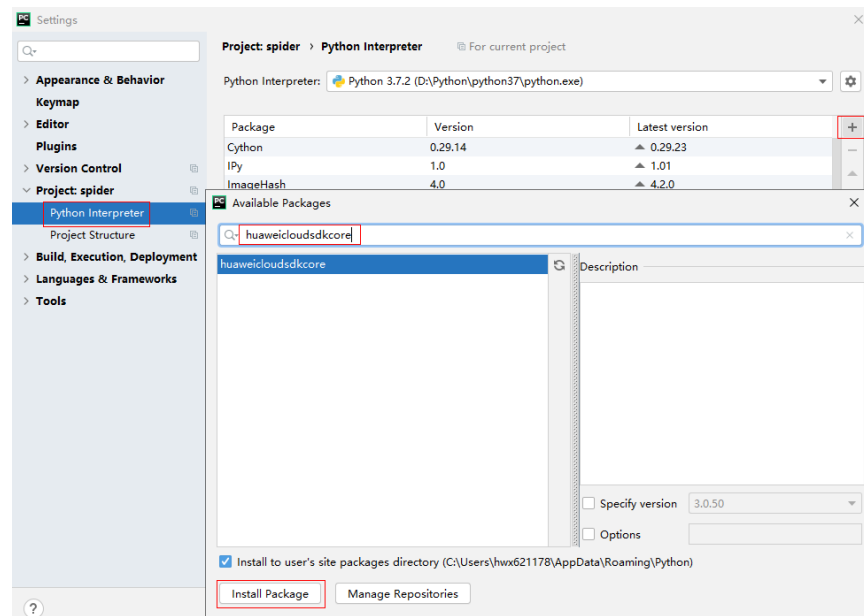 PC Settings
Project: spider › Python Interpreter For current project
Appearance & Behavior
Keymap
Editor
Plugins
Version Control
Project: spider
Python Interpreter
Project Structure
Build, Execution, Deployment
Languages & Frameworks
Tools
?
Python Interpreter: Python 3.7.2 (D:\Python\python37\python.exe)
Package Version Latest version
Cython 0.29.14 0.29.23
IPy 1.0 1.01
ImageHash 4.0 4.2.0
PC Available Packages
huaweicloudsdkcore
huaweicloudsdkcore
Description
Specify version 3.0.50
Options
Install to user's site packages directory (C:\Users\hwx621178\AppData\Roaming\Python)
Install Package Manage Repositories